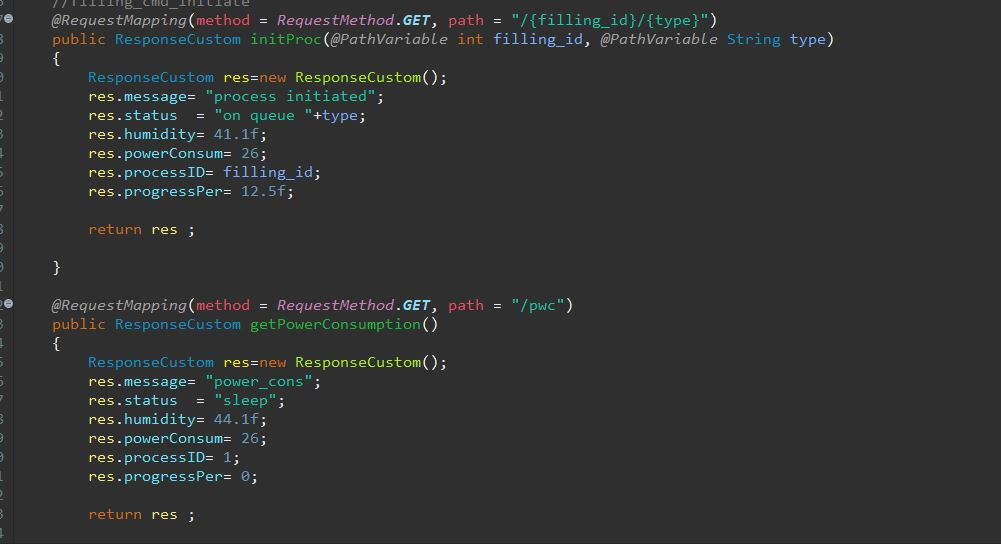 //filling_cmd_initiate
@RequestMapping(method = RequestMethod.GET, path = "/{filling_id}/{type}")
public ResponseCustom initProc(@PathVariable int filling_id, @PathVariable String type)
{
ResponseCustom res=new ResponseCustom();
res.message= "process initiated";
res.status  = "on queue "+type;
res.humidity= 41.1f;
res.powerConsum= 26;
res.processID= filling_id;
res.progressPer= 12.5f;
return res ;
}
@RequestMapping(method = RequestMethod.GET, path = "/pwc")
public ResponseCustom getPowerConsumption()
{
ResponseCustom res=new ResponseCustom();
res.message= "power_cons";
res.status  = "sleep";
res.humidity= 44.1f;
res.powerConsum= 26;
res.processID= 1;
res.progressPer= 0;
return res ;